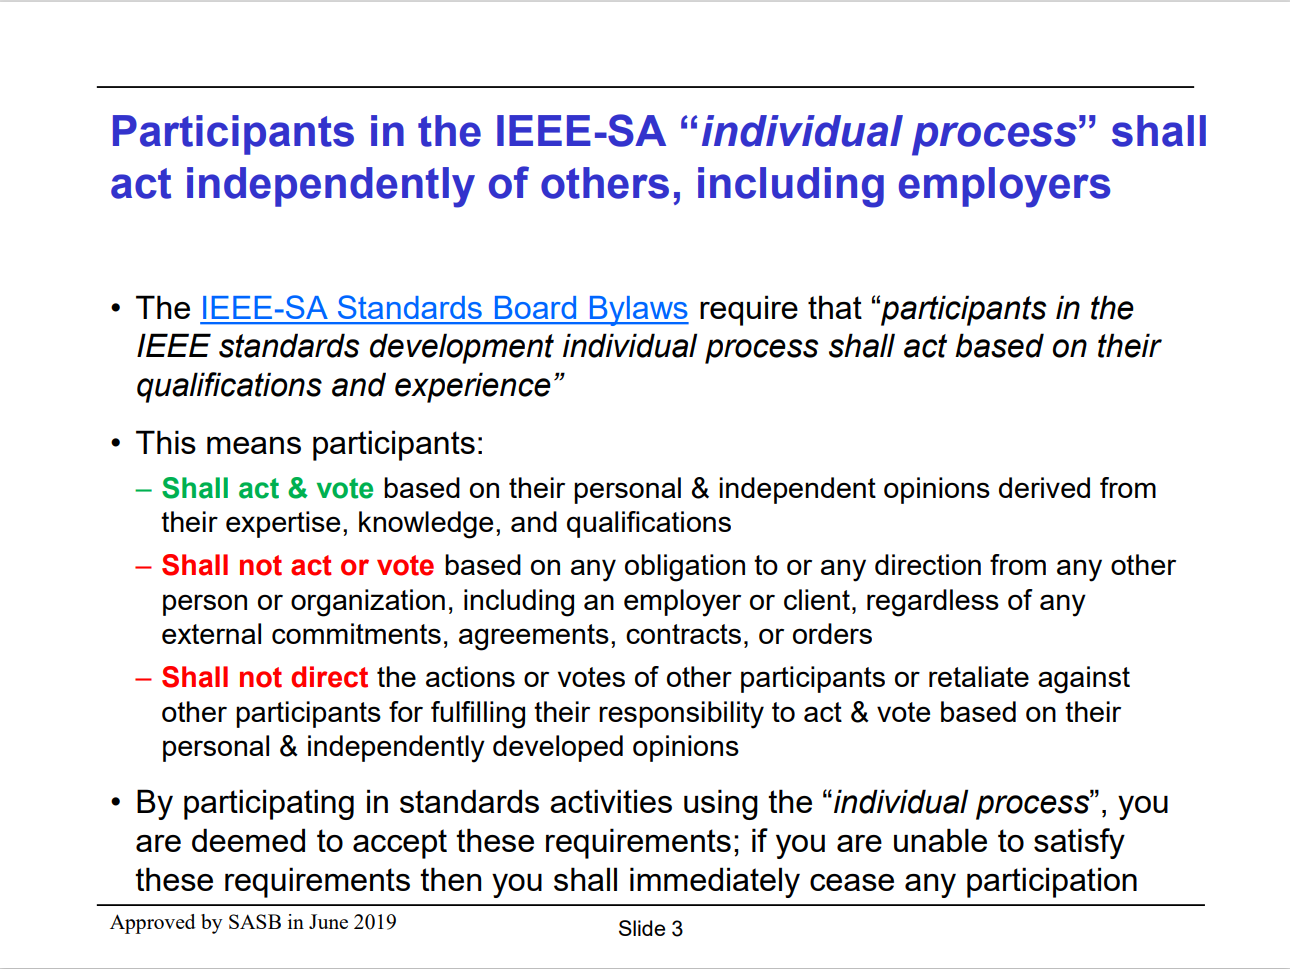 Participants in the IEEE-SA “individual process” shall
act independently of others, including employers
• The IEEE-SA Standards Board Bylaws require that “participants in the
IEEE standards development individual process shall act based on their
qualifications and experience”
• This means participants:
– Shall act & vote based on their personal & independent opinions derived from
their expertise, knowledge, and qualifications
– Shall not act or vote based on any obligation to or any direction from any other
person or organization, including an employer or client, regardless of any
external commitments, agreements, contracts, or orders
– Shall not direct the actions or votes of other participants or retaliate against
other participants for fulfilling their responsibility to act & vote based on their
personal & independently developed opinions
• By participating in standards activities using the “individual process”, you
are deemed to accept these requirements; if you are unable to satisfy
these requirements then you shall immediately cease any participation
Approved by SASB in June 2019
Slide 3